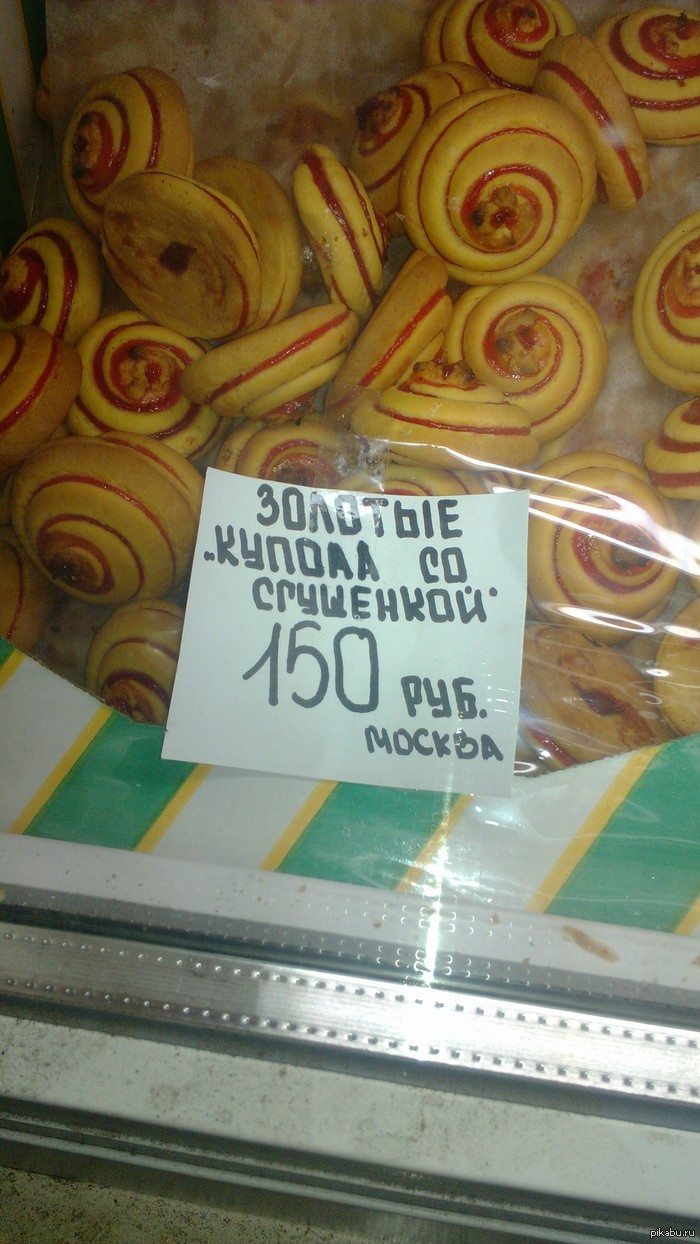 ЗОЛОТЫЕ
„КУПОЛА СО
СГУЩЕНКОЙ"
150 РУБ.
МОСКВА
pikabu.ru